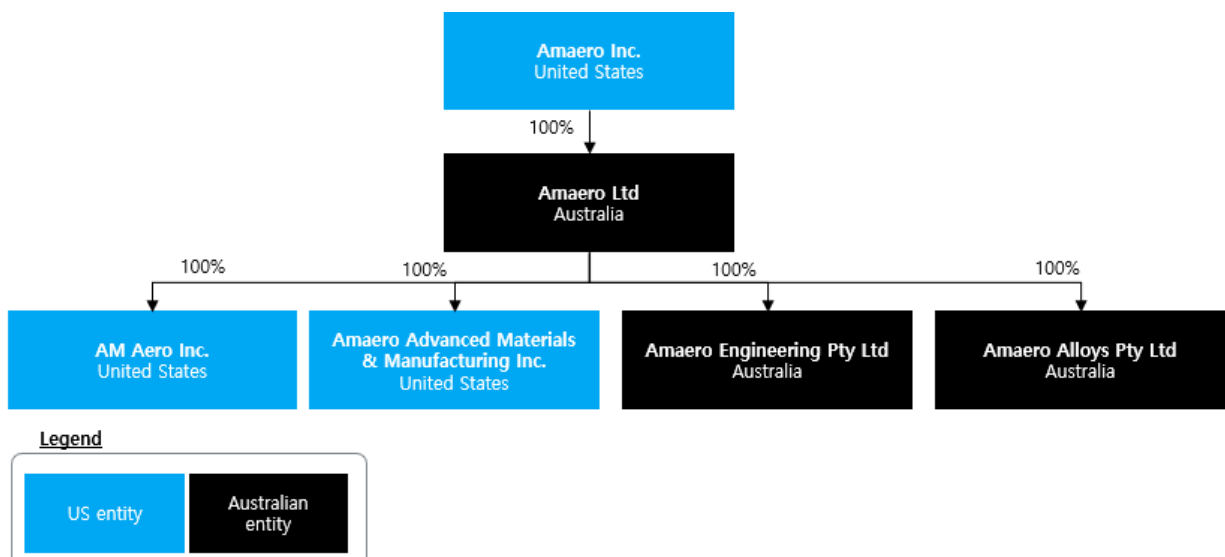 Amaero Inc.
United States
100%
Amaero Ltd
Australia
100%
100%
100%
100%
AM Aero Inc.
United States
Amaero Advanced Materials
& Manufacturing Inc.
United States
Amaero Engineering Pty Ltd
Australia
Amaero Alloys Pty Ltd
Australia
Legend
US entity
Australian
entity